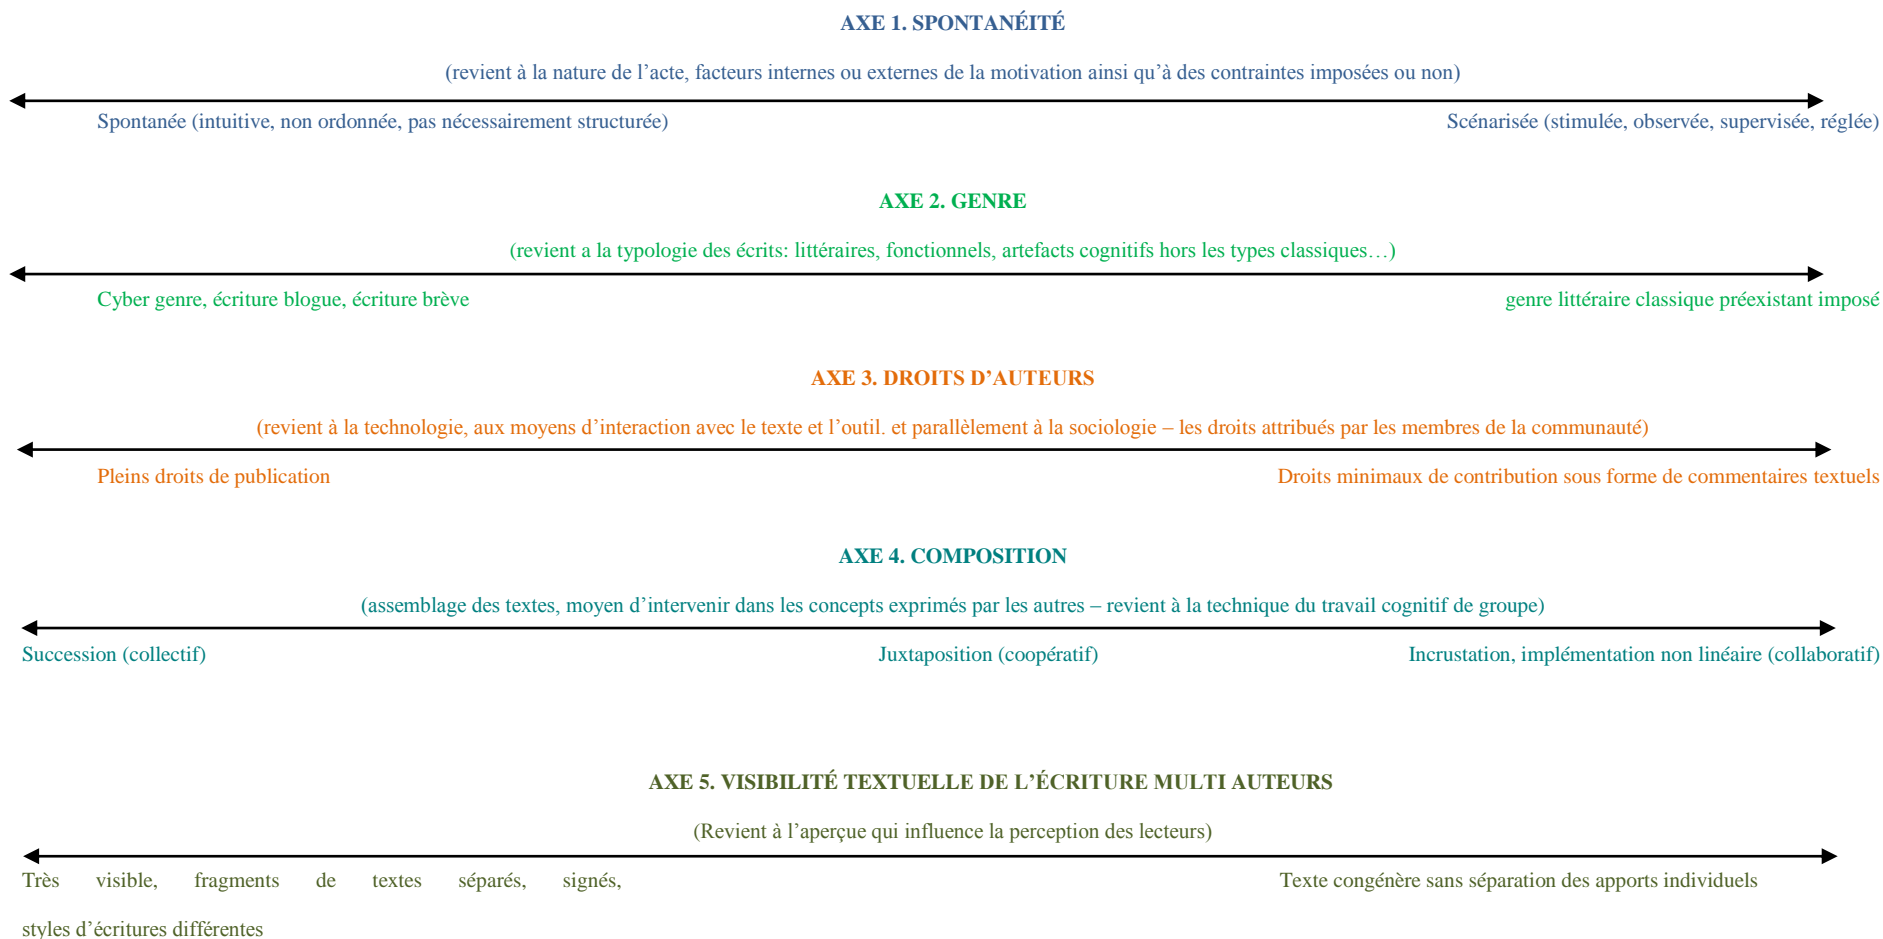 AXE 1. SPONTANÉITÉ
(revient à la nature de l’acte, facteurs internes ou externes de la motivation ainsi qu’à des contraintes imposées ou non)
Spontanée (intuitive, non ordonnée, pas nécessairement structurée)
Scénarisée (stimulée, observée, supervisée, réglée)
AXE 2. GENRE
(revient a la typologie des écrits: littéraires, fonctionnels, artefacts cognitifs hors les types classiques…)
Cyber genre, écriture blogue, écriture brève
genre littéraire classique préexistant imposé
AXE 3. DROITS D’AUTEURS
(revient à la technologie, aux moyens d’interaction avec le texte et l’outil. et parallèlement à la sociologie – les droits attribués par les membres de la communauté)
Pleins droits de publication
Droits minimaux de contribution sous forme de commentaires textuels
AXE 4. COMPOSITION
(assemblage des textes, moyen d’intervenir dans les concepts exprimés par les autres – revient à la technique du travail cognitif de groupe)
Succession (collectif)
Juxtaposition (coopératif)
Incrustation, implémentation non linéaire (collaboratif)
AXE 5. VISIBILITÉ TEXTUELLE DE L’ÉCRITURE MULTI AUTEURS
(Revient à l’aperçue qui influence la perception des lecteurs)
Très visible, fragments de textes séparés, signés,
styles d’écritures différentes
Texte congénère sans séparation des apports individuels